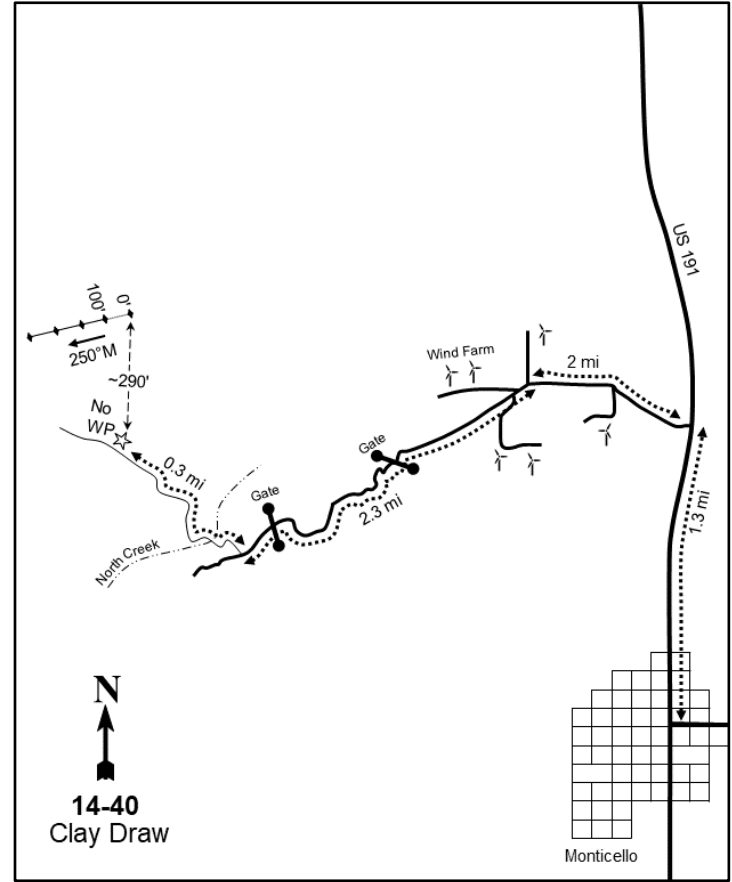 US 191
0'
100'
250°M
~290'
No
WP
Wind Farm
2 mi
Gate
0.3 mi
Gate
2.3 mi
1.3 mi
North Creek
N
14-40
Clay Draw
Monticello